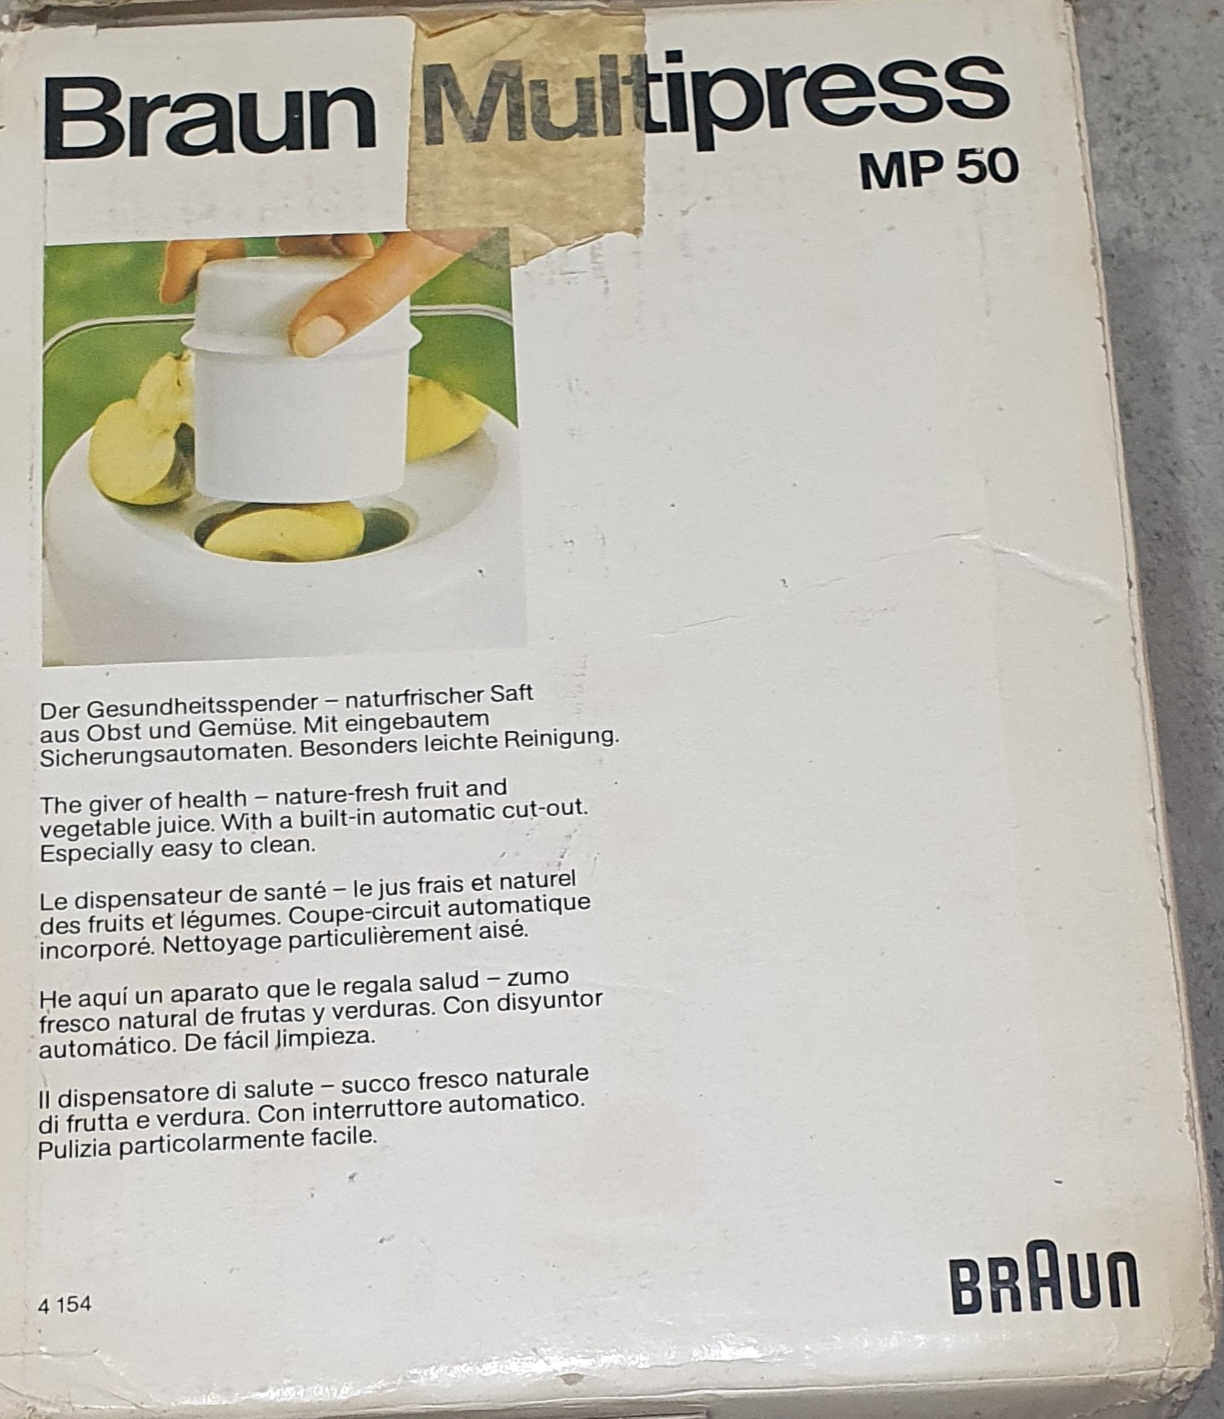 Braun Multipress
MP 50
Der Gesundheitsspender – naturfrischer Saft
aus Obst und Gemüse. Mit eingebautem
Sicherungsautomaten. Besonders leichte Reinigung.
The giver of health – nature-fresh fruit and
vegetable juice. With a built-in automatic cut-out.
Especially easy to clean.
Le dispensateur de santé – le jus frais et naturel
des fruits et légumes. Coupe-circuit automatique
incorporé. Nettoyage particulièrement aisé.
He aquí un aparato que le regala salud – zumo
fresco natural de frutas y verduras. Con disyuntor
automático. De fácil limpieza.
Il dispensatore di salute – succo fresco naturale
di frutta e verdura. Con interruttore automatico.
Pulizia particolarmente facile.
4 154
BRAUN